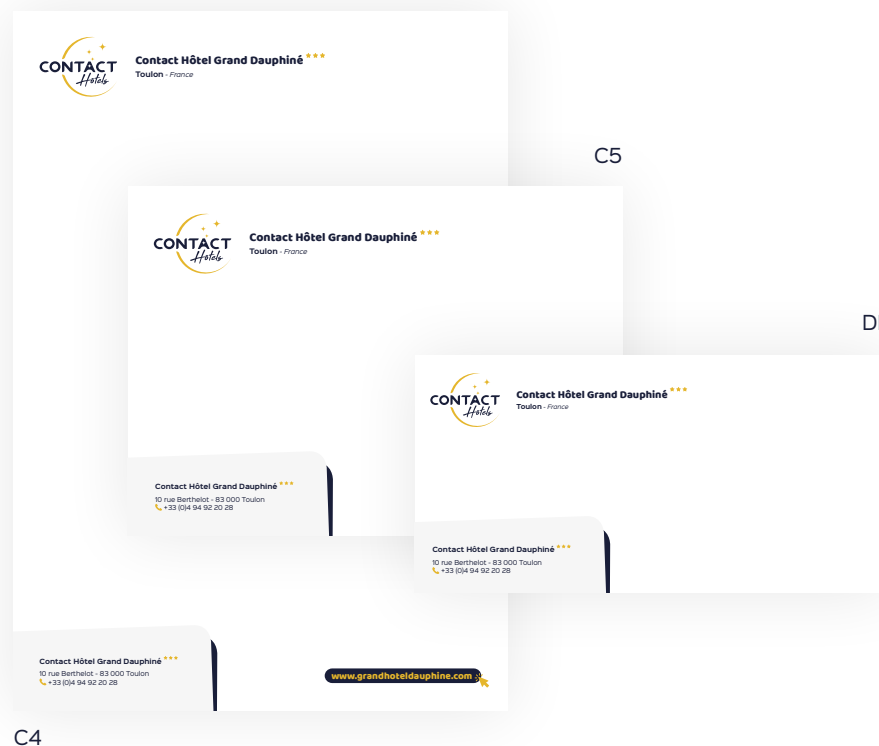 CONTACT
Hotels
Contact Hôtel Grand Dauphiné
Toulon - France
C5
CONTACT
Hotels
Contact Hôtel Grand Dauphiné
Toulon - France
CONTACT
Hotels
Contact Hôtel Grand Dauphiné
Toulon - France
Contact Hôtel Grand Dauphiné
10 rue Berthelot - 83 000 Toulon
+33 (0)4 94 92 20 28
Contact Hôtel Grand Dauphiné
10 rue Berthelot - 83 000 Toulon
+33 (0)4 94 92 20 28
Contact Hôtel Grand Dauphiné
10 rue Berthelot - 83 000 Toulon
+33 (0)4 94 92 20 28
www.grandhoteldauphine.com
C4